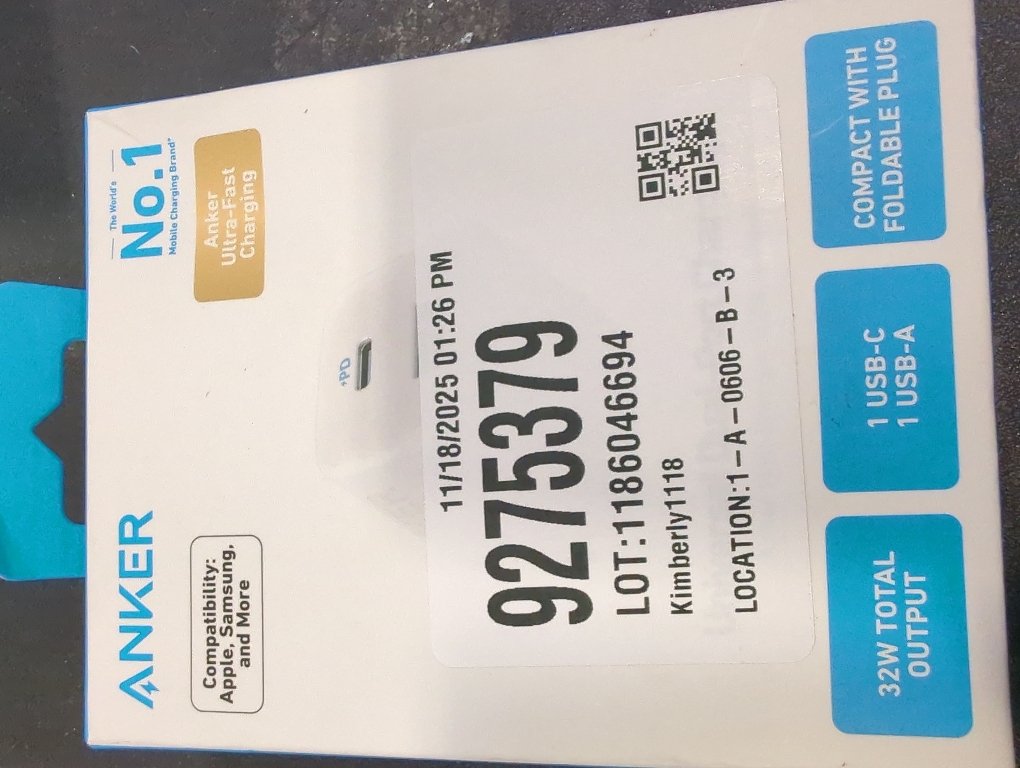 ANKER
The World's
No.1
Mobile Charging Brand*
Compatibility:
Apple, Samsung,
and More
Anker
Ultra-Fast
Charging
PD
11/18/2025 01:26 PM
9275379
LOT:1186046694
Kimberly1118
LOCATION:1-A-0606-B-3
32W TOTAL
OUTPUT
1 USB-C
1 USB-A
COMPACT WITH
FOLDABLE PLUG